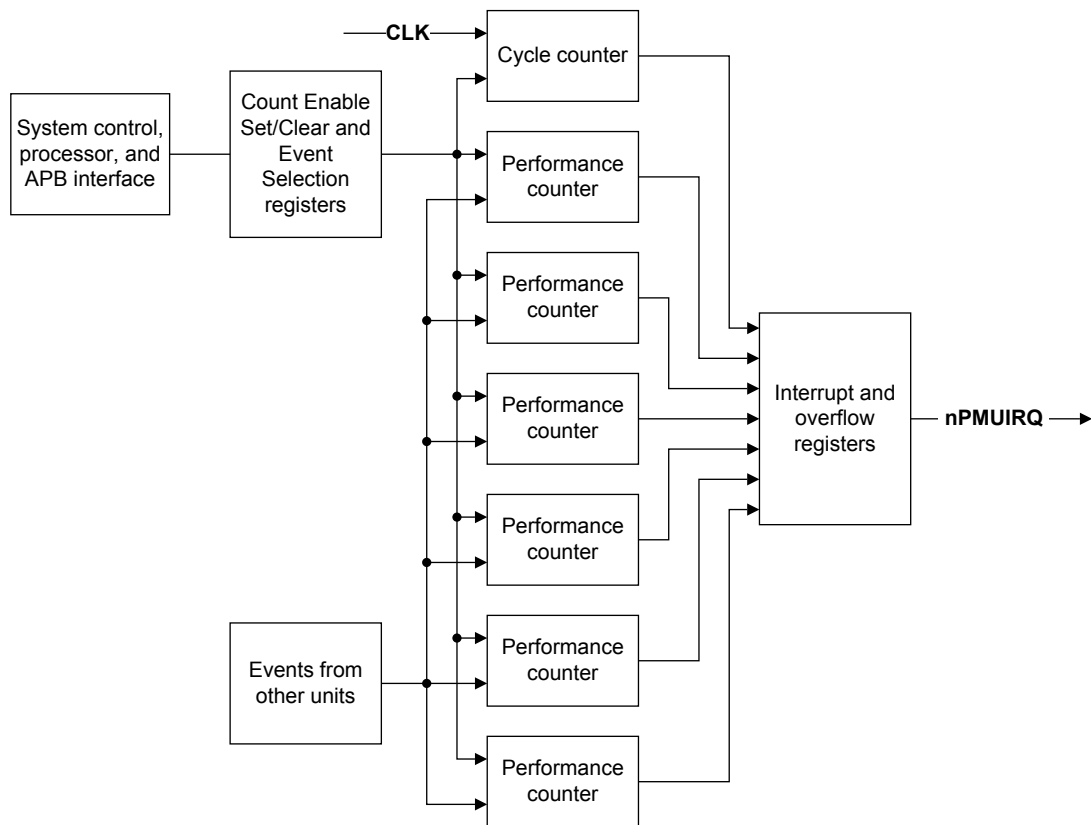 CLK
Cycle counter
System control,
processor, and
APB interface
Count Enable
Set/Clear and
Event
Selection
registers
Performance
counter
Performance
counter
Performance
counter
Performance
counter
Performance
counter
Performance
counter
Interrupt and
overflow
registers
nPMUIRQ
Events from
other units